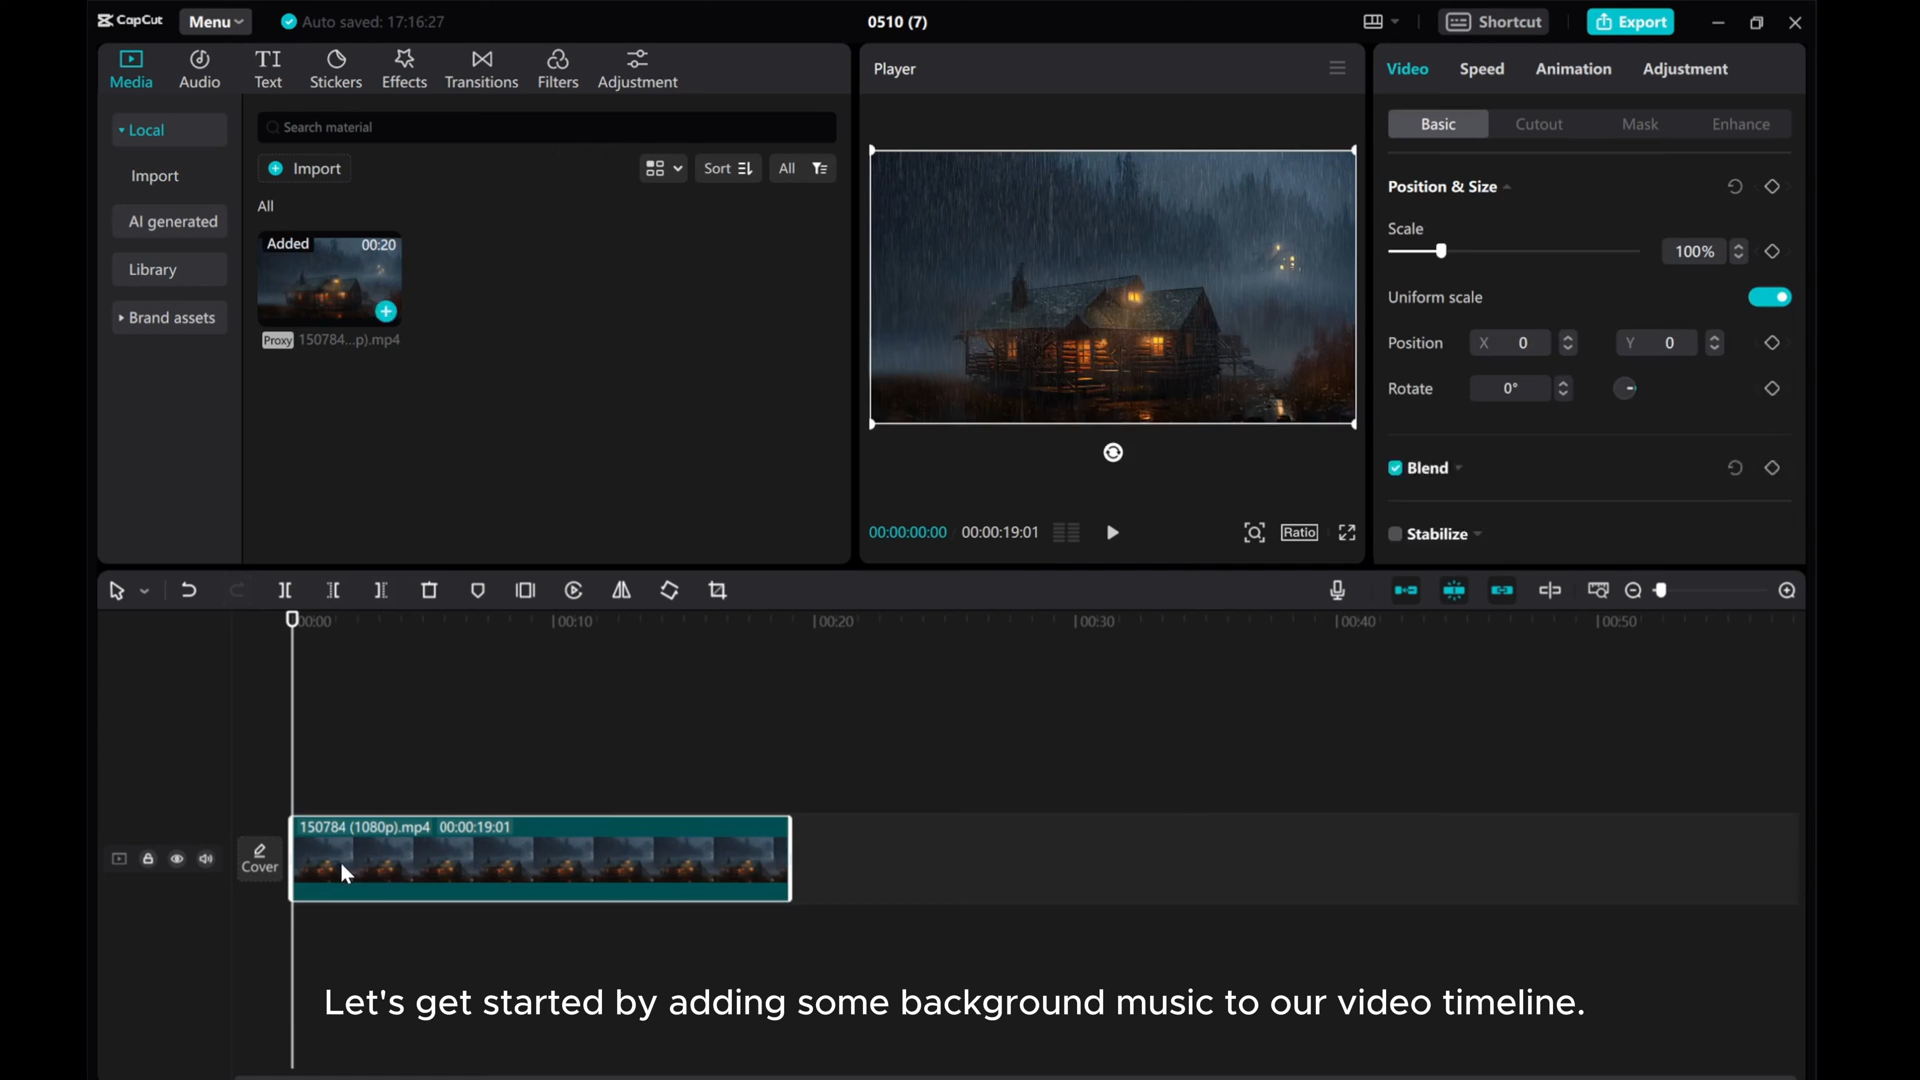 CapCut
Menu
Auto saved: 17:16:27
0510 (7)
Shortcut
Export
Media
Audio
TI
Text
Stickers
Effects
Transitions
Filters
Adjustment
Local
Import
AI generated
Library
Brand assets
Search material
Import
Sort
All
All
Added
00:20
Proxy
150784...p).mp4
Player
00:00:00:00
00:00:19:01
Ratio
Video
Speed
Animation
Adjustment
Basic
Cutout
Mask
Enhance
Position & Size
Scale
100%
Uniform scale
Position
X 0
Y 0
Rotate
0°
Blend
Stabilize
00:00
00:10
00:20
00:30
00:40
00:50
Cover
150784 (1080p).mp4 00:00:19:01
Let's get started by adding some background music to our video timeline.